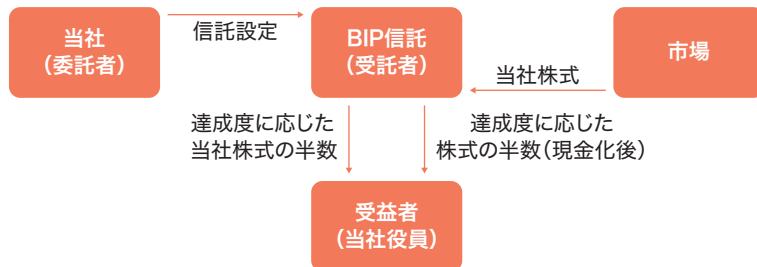 当社
（委託者）
信託設定
BIP信託
（受託者）
市場
当社株式
達成度に応じた
当社株式の半数
達成度に応じた
株式の半数（現金化後）
受益者
（当社役員）